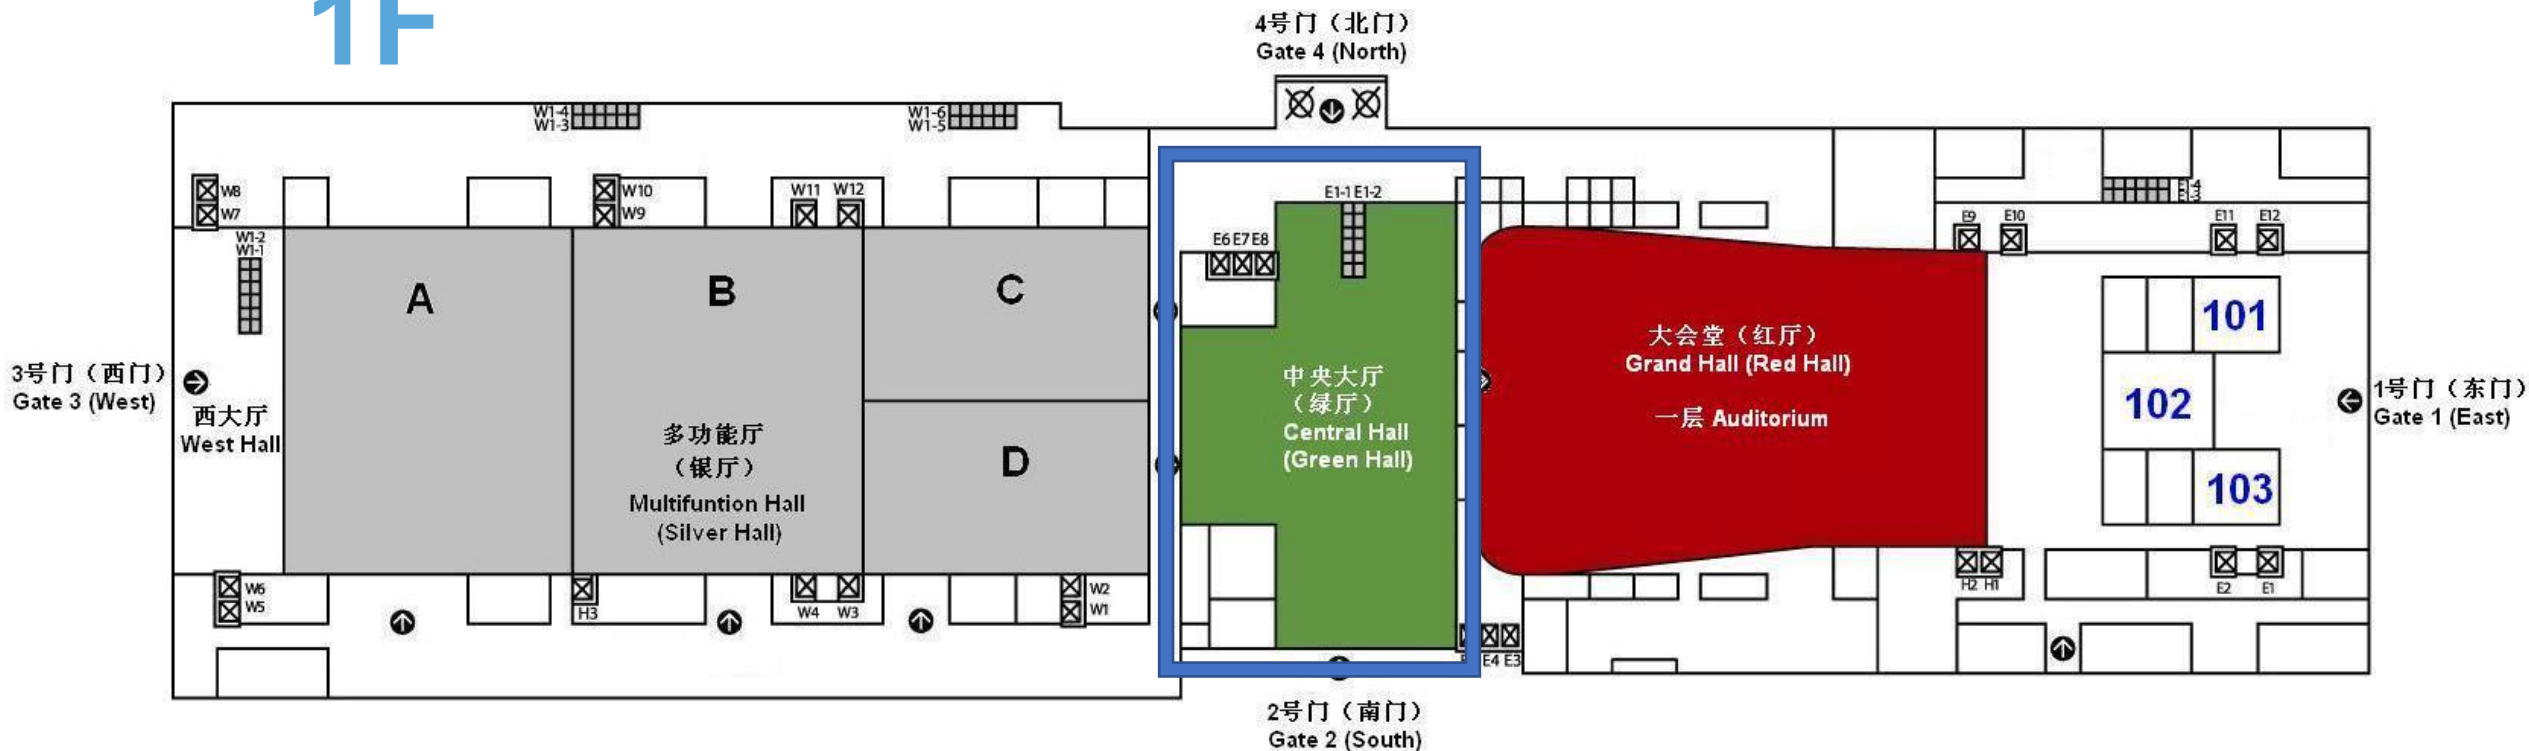 1F
4号门（北门）
Gate 4 (North)
W1-4
W1-3
W1-6
W1-5
W8
W7
W10
W9
W11 W12
E1-1 E1-2
E1-4
E1-3
E9 E10
E11 E12
W1-2
W1-1
E6 E7 E8
A
B
C
D
101
102
103
3号门（西门）
Gate 3 (West)
西大厅
West Hall
多功能厅
（银厅）
Multifuntion Hall
(Silver Hall)
中央大厅
（绿厅）
Central Hall
(Green Hall)
大会堂（红厅）
Grand Hall (Red Hall)
一层 Auditorium
1号门（东门）
Gate 1 (East)
W6
W5
H3
W4 W3
W2
W1
H2 H1
E2 E1
E4 E3
2号门（南门）
Gate 2 (South)